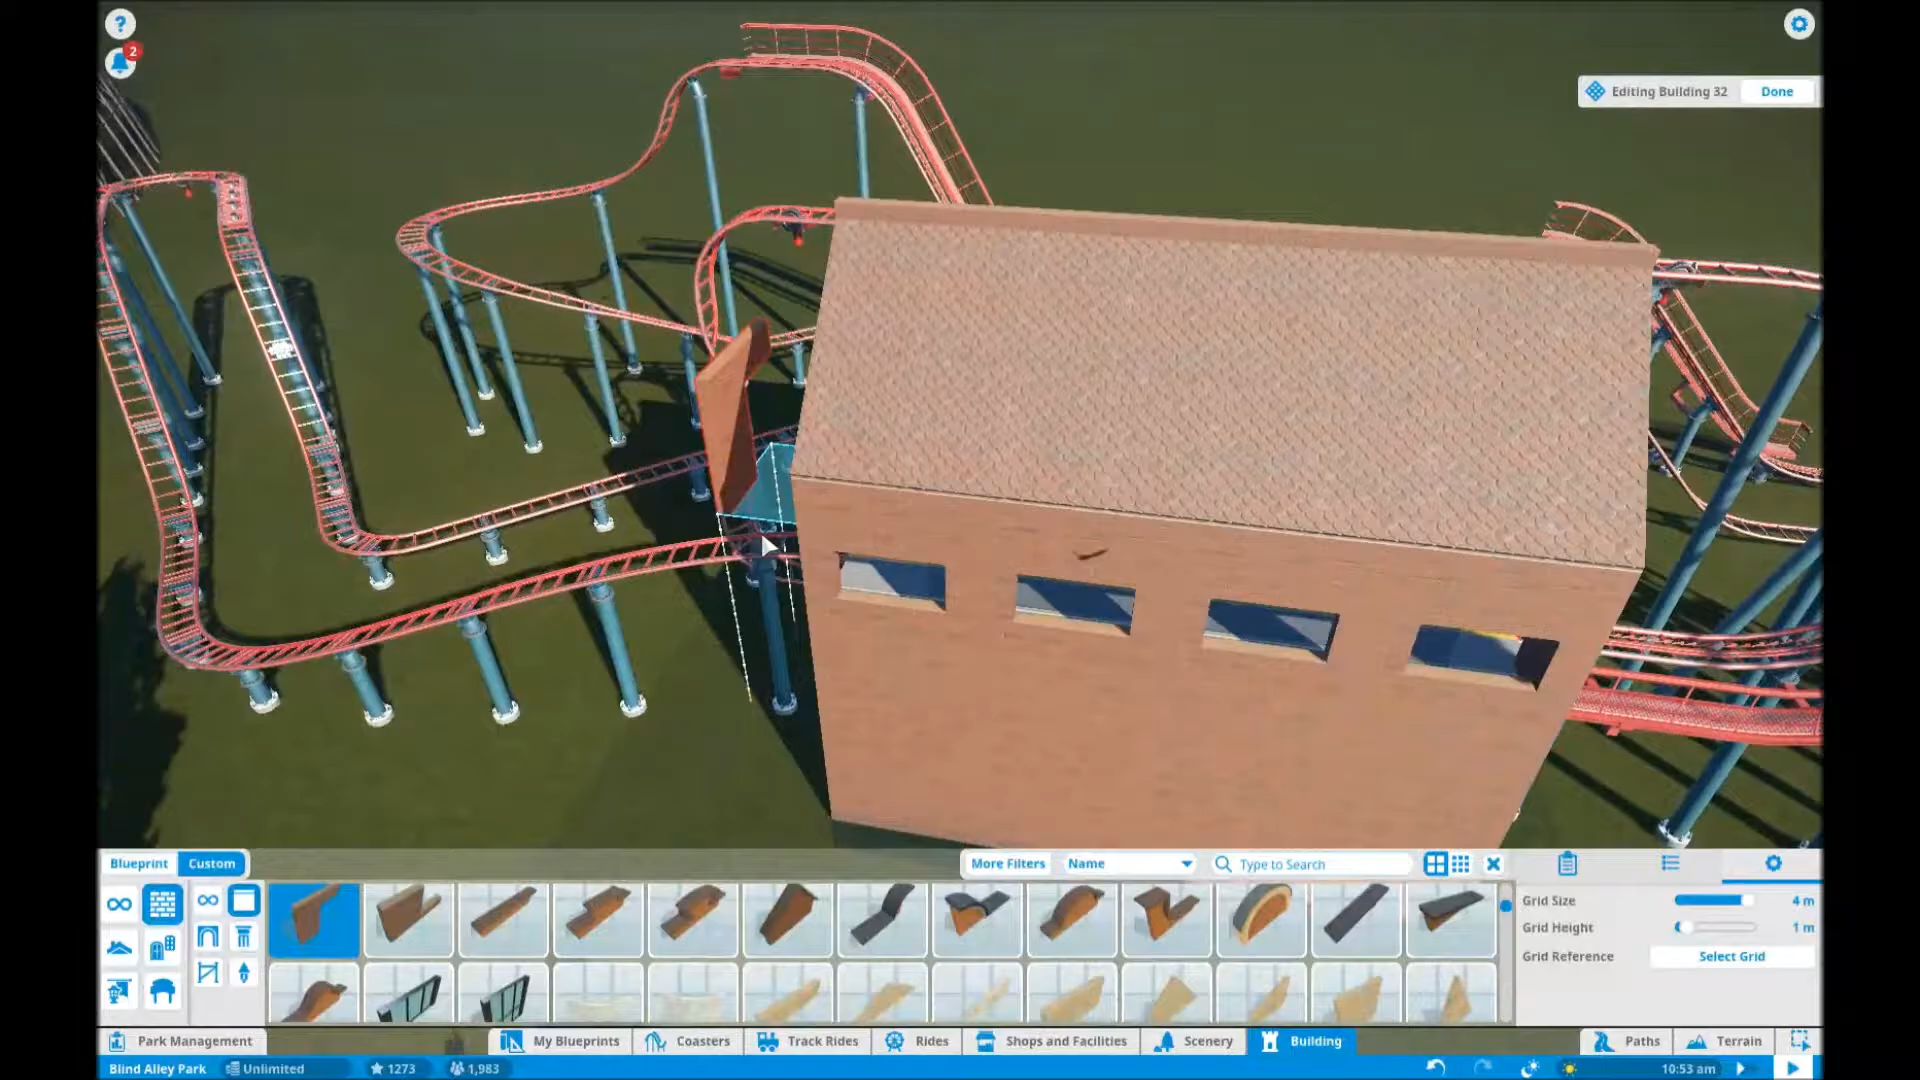 ?
2
Editing Building 32
Done
Blueprint
Custom
More Filters
Name
Type to Search
Grid Size
4 m
Grid Height
1 m
Grid Reference
Select Grid
Park Management
My Blueprints
Coasters
Track Rides
Rides
Shops and Facilities
Scenery
Building
Paths
Terrain
Blind Alley Park
Unlimited
1273
1,983
10:53 am